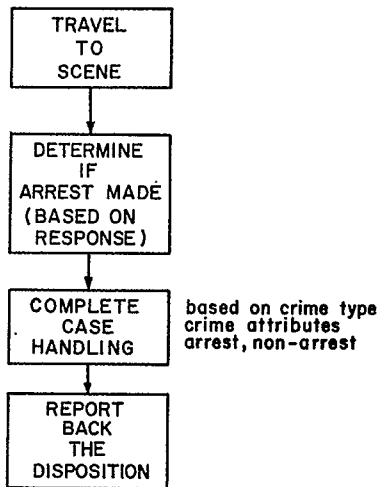 TRAVEL
TO
SCENE
DETERMINE
IF
ARREST MADE
(BASED ON
RESPONSE)
COMPLETE
CASE
HANDLING
based on crime type
crime attributes
arrest, non-arrest
REPORT
BACK
THE
DISPOSITION